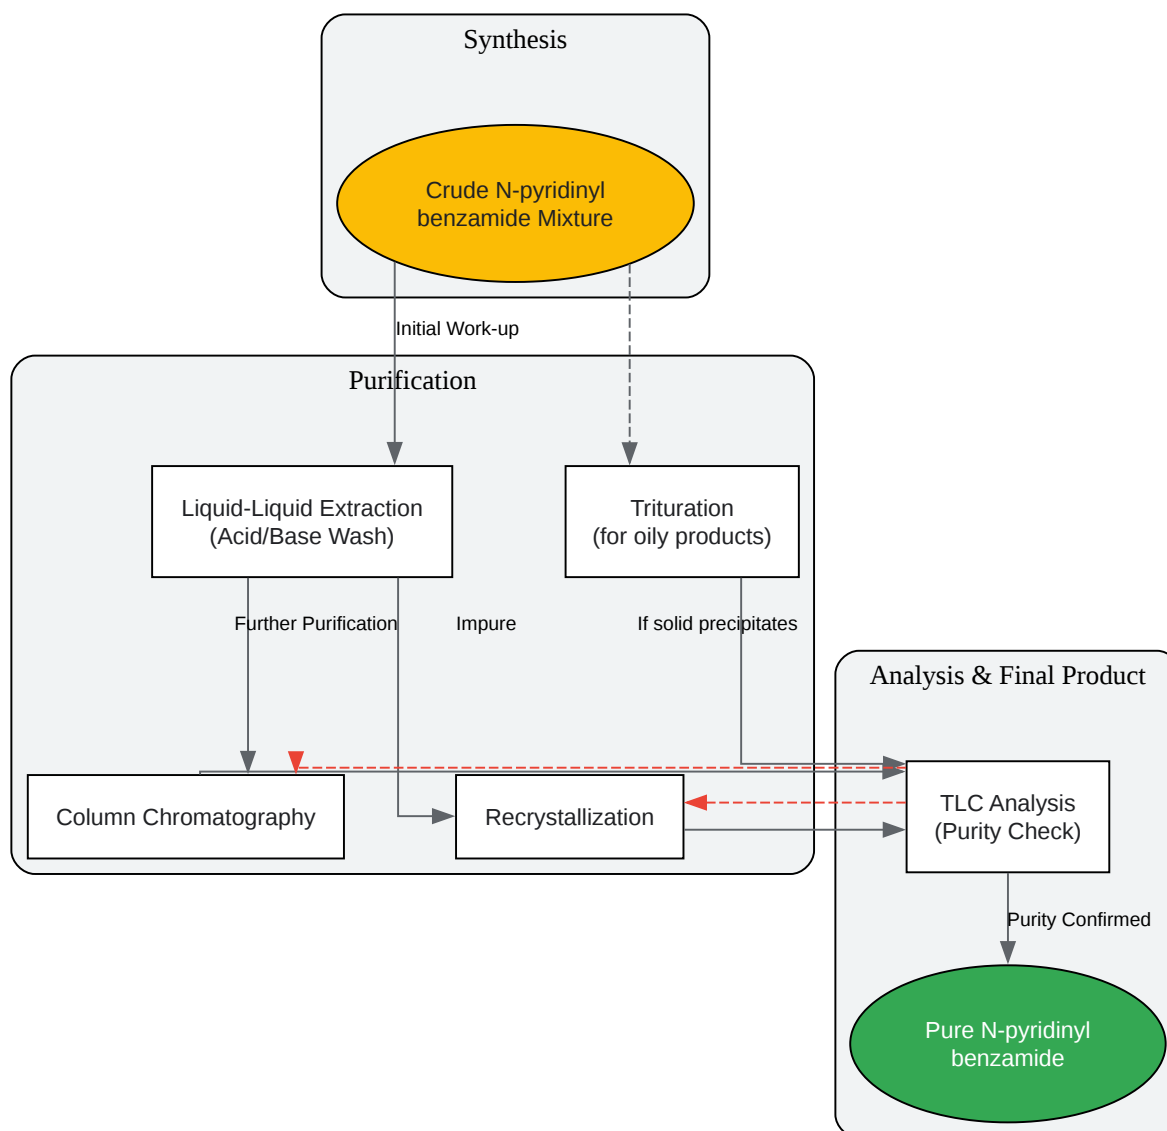 Synthesis
Crude N-pyridinyl
benzamide Mixture
Initial Work-up
Purification
Liquid-Liquid Extraction
(Acid/Base Wash)
Trituration
(for oily products)
Further Purification
Impure
If solid precipitates
Analysis & Final Product
Column Chromatography
Recrystallization
TLC Analysis
(Purity Check)
Purity Confirmed
Pure N-pyridinyl
benzamide